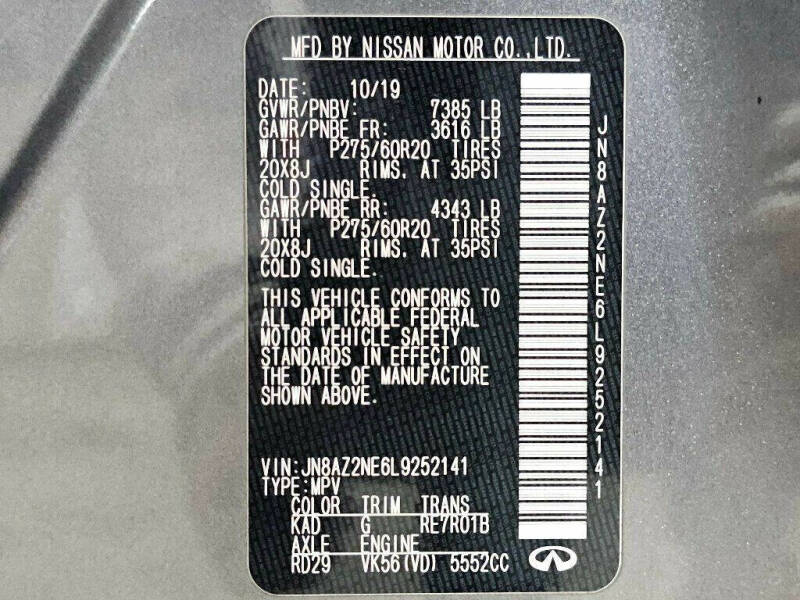 MFD BY NISSAN MOTOR CO.,LTD.
DATE: 10/19
GVWR/PNBV: 7385 LB
GAWR/PNBE FR: 3616 LB
WITH P275/60R20 TIRES
20X8J RIMS. AT 35PSI
COLD SINGLE.
GAWR/PNBE RR: 4343 LB
WITH P275/60R20 TIRES
20X8J RIMS. AT 35PSI
COLD SINGLE.
THIS VEHICLE CONFORMS TO
ALL APPLICABLE FEDERAL
MOTOR VEHICLE SAFETY
STANDARDS IN EFFECT ON
THE DATE OF MANUFACTURE
SHOWN ABOVE.
VIN:JN8AZ2NE6L9252141
TYPE:MPV
COLOR TRIM TRANS
KAD G RE7R01B
AXLE ENGINE
RD29 VK56(VD) 5552CC
JN8AZ2NE6L9252141